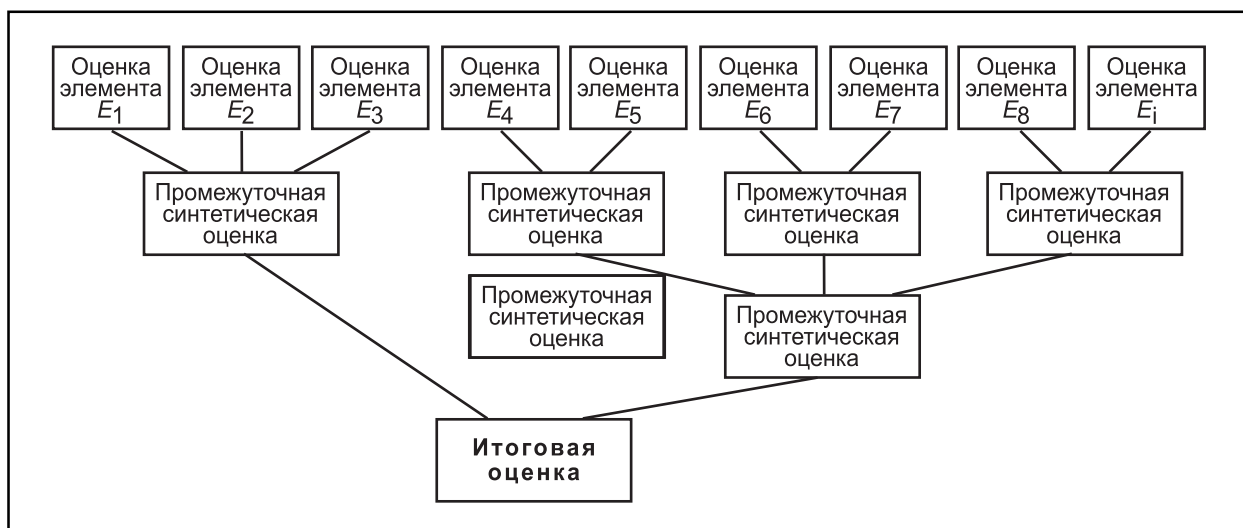 Оценка
элемента
E1
Оценка
элемента
E2
Оценка
элемента
E3
Оценка
элемента
E4
Оценка
элемента
E5
Оценка
элемента
E6
Оценка
элемента
E7
Оценка
элемента
E8
Оценка
элемента
Ei
Промежуточная
синтетическая
оценка
Промежуточная
синтетическая
оценка
Промежуточная
синтетическая
оценка
Промежуточная
синтетическая
оценка
Промежуточная
синтетическая
оценка
Промежуточная
синтетическая
оценка
Итоговая
оценка